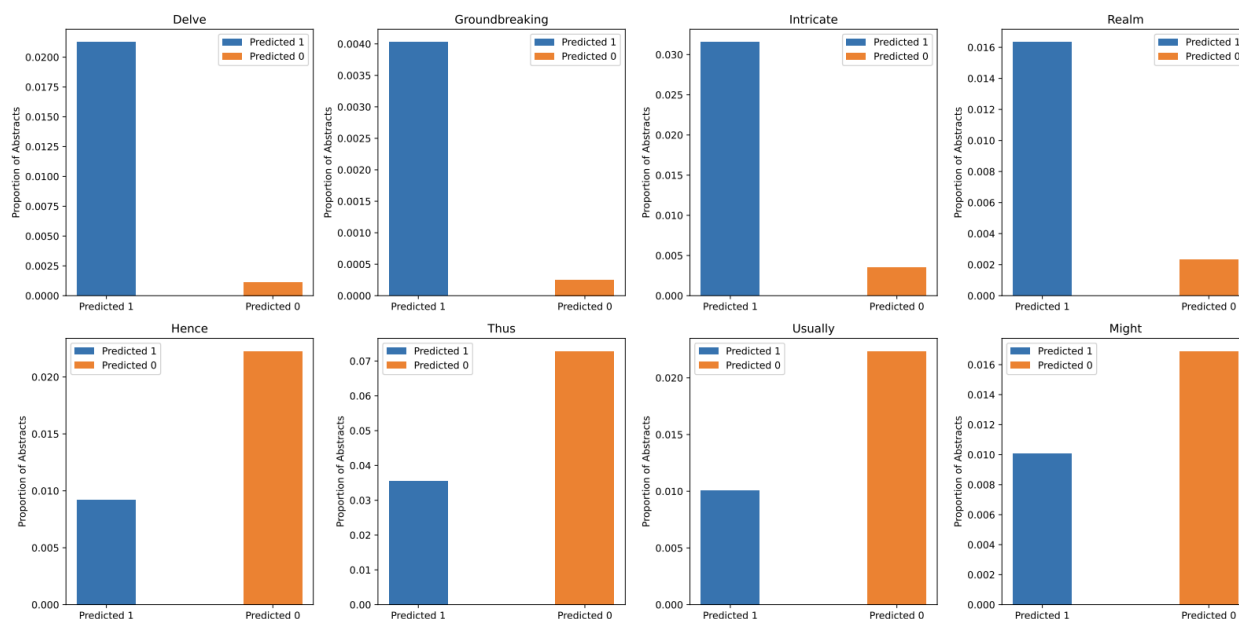 Delve
Proportion of Abstracts
0.0200
0.0175
0.0150
0.0125
0.0100
0.0075
0.0050
0.0025
0.0000
Predicted 1
Predicted 0
Predicted 1
Predicted 0
Groundbreaking
Proportion of Abstracts
0.0040
0.0035
0.0030
0.0025
0.0020
0.0015
0.0010
0.0005
0.0000
Predicted 1
Predicted 0
Predicted 1
Predicted 0
Intricate
Proportion of Abstracts
0.030
0.025
0.020
0.015
0.010
0.005
0.000
Predicted 1
Predicted 0
Predicted 1
Predicted 0
Realm
Proportion of Abstracts
0.016
0.014
0.012
0.010
0.008
0.006
0.004
0.002
0.000
Predicted 1
Predicted 0
Predicted 1
Predicted 0
Hence
Proportion of Abstracts
0.020
0.015
0.010
0.005
0.000
Predicted 1
Predicted 0
Predicted 1
Predicted 0
Thus
Proportion of Abstracts
0.07
0.06
0.05
0.04
0.03
0.02
0.01
0.00
Predicted 1
Predicted 0
Predicted 1
Predicted 0
Usually
Proportion of Abstracts
0.020
0.015
0.010
0.005
0.000
Predicted 1
Predicted 0
Predicted 1
Predicted 0
Might
Proportion of Abstracts
0.016
0.014
0.012
0.010
0.008
0.006
0.004
0.002
0.000
Predicted 1
Predicted 0
Predicted 1
Predicted 0